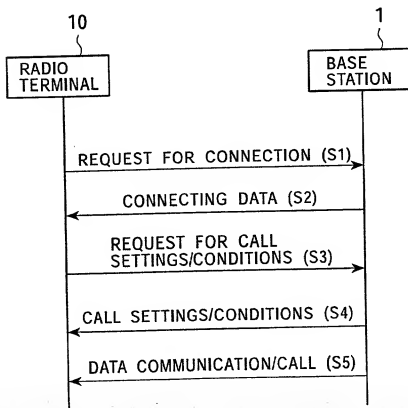 10
1
RADIO
TERMINAL
BASE
STATION
REQUEST FOR CONNECTION (S1)
CONNECTING DATA (S2)
REQUEST FOR CALL
SETTINGS/CONDITIONS (S3)
CALL SETTINGS/CONDITIONS (S4)
DATA COMMUNICATION/CALL (S5)